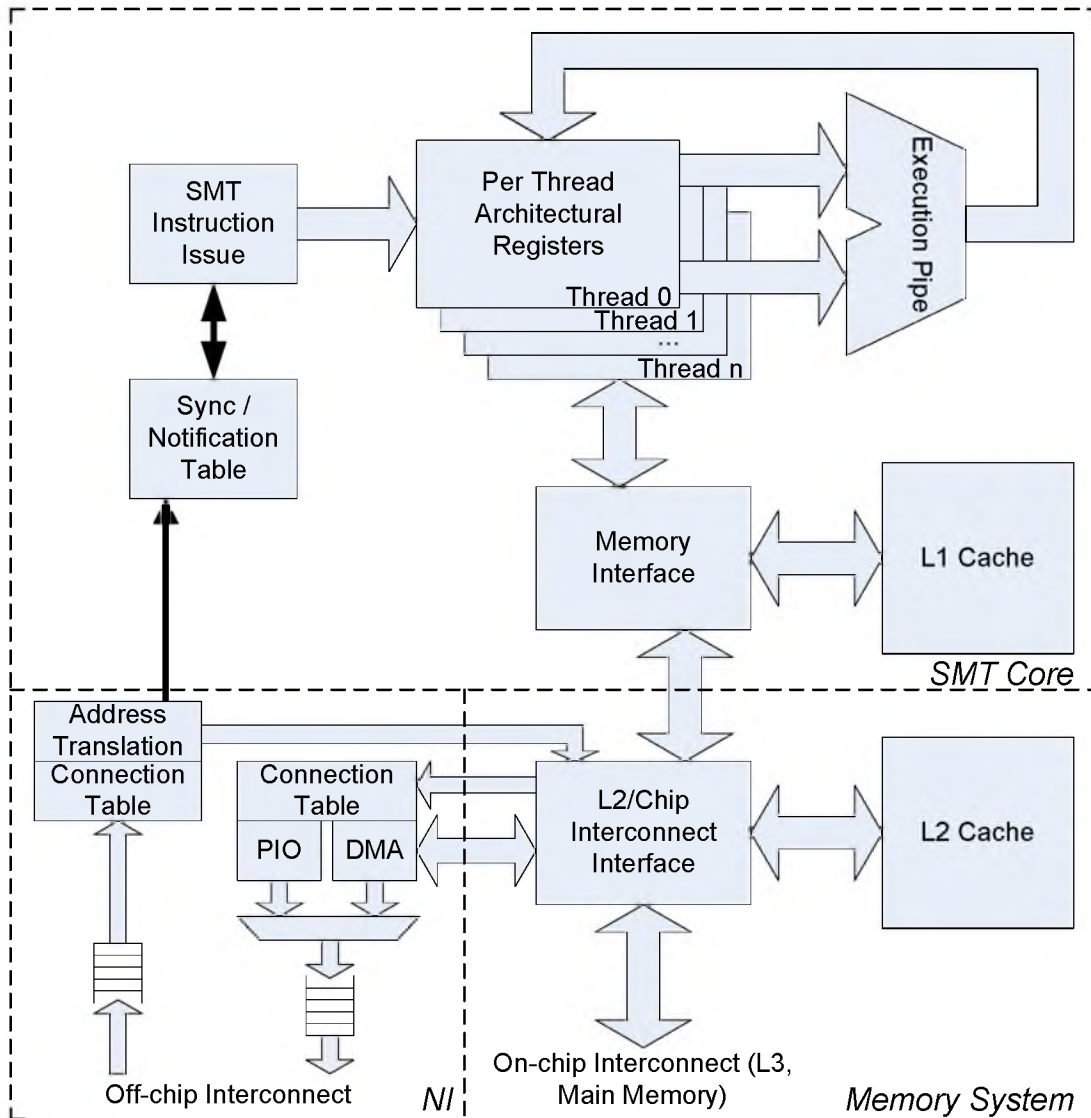 SMT
Instruction
Issue
Per Thread
Architectural
Registers
Thread 0
Thread 1
...
Thread n
Execution Pipe
Sync /
Notification
Table
Memory
Interface
L1 Cache
SMT Core
Address
Translation
Connection
Table
Connection
Table
PIO
DMA
L2/Chip
Interconnect
Interface
L2 Cache
Off-chip Interconnect
NI
On-chip Interconnect (L3,
Main Memory)
Memory System